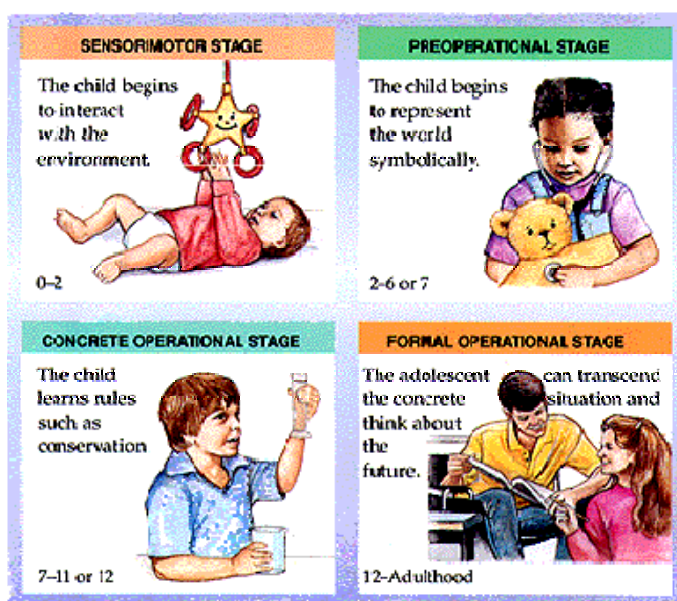 SENSORIMOTOR STAGE
The child begins
to interact
with the
environment.
0–2
PREOPERATIONAL STAGE
The child begins
to represent
the world
symbolically.
2-6 or 7
CONCRETE OPERATIONAL STAGE
The child
learns rules
such as
conservation
7–11 or 12
FORMAL OPERATIONAL STAGE
The adolescent can transcend
the concrete situation and
think about
the
future.
12–Adulthood